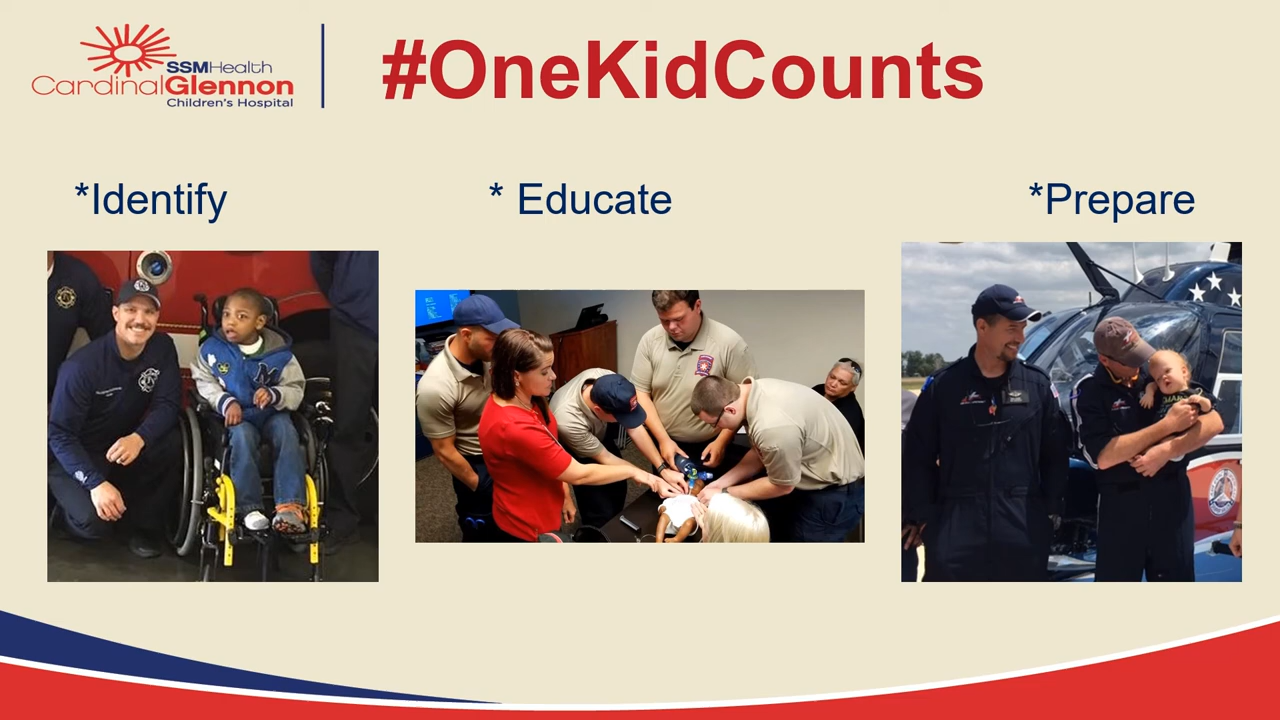 SSMHealth
CardinalGlennon
Children's Hospital
#OneKidCounts
*Identify
* Educate
*Prepare